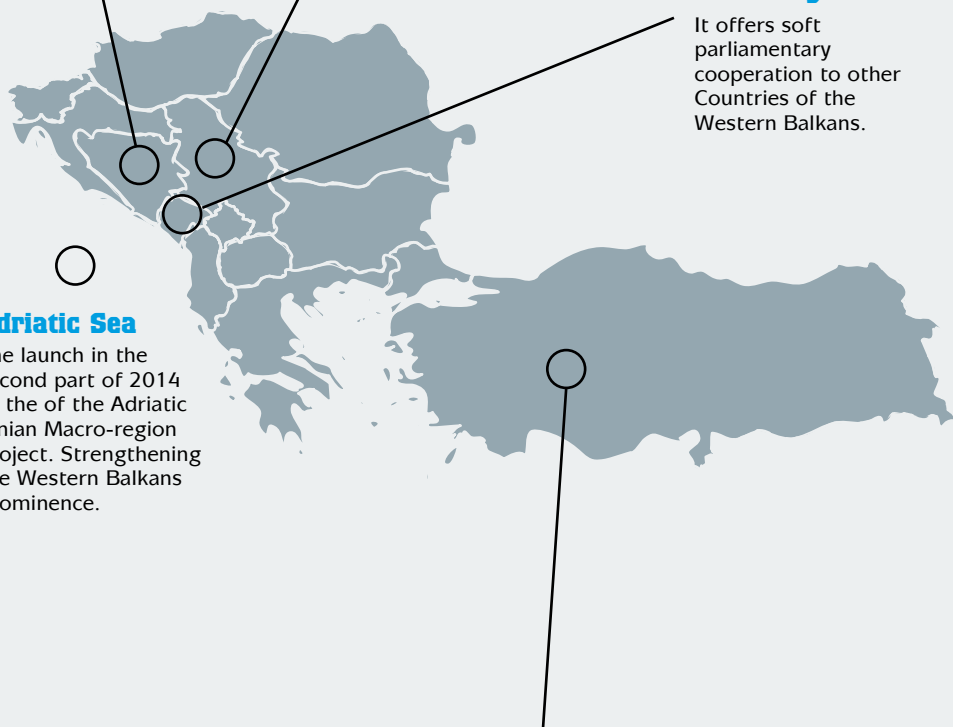 It offers soft
parliamentary
cooperation to other
Countries of the
Western Balkans.
driatic Sea
e launch in the
cond part of 2014
the of the Adriatic
nian Macro-region
oject. Strengthening
e Western Balkans
ominence.